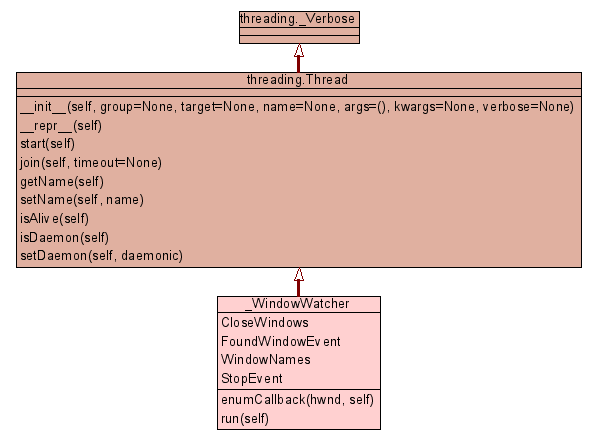 threading._Verbose
threading.Thread
__init__(self, group=None, target=None, name=None, args=(), kwargs=None, verbose=None)
__repr__(self)
start(self)
join(self, timeout=None)
getName(self)
setName(self, name)
isAlive(self)
isDaemon(self)
setDaemon(self, daemonic)
_WindowWatcher
CloseWindows
FoundWindowEvent
WindowNames
StopEvent
enumCallback(hwnd, self)
run(self)